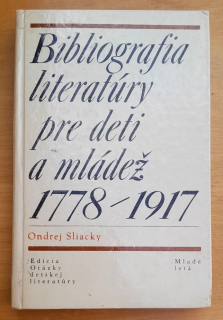 Bibliografia
literatúry
pre deti
a mládež
1778-1917
Ondrej Sliacky
Edícia
Otázky
detskej
literatúry
Mladé
letá